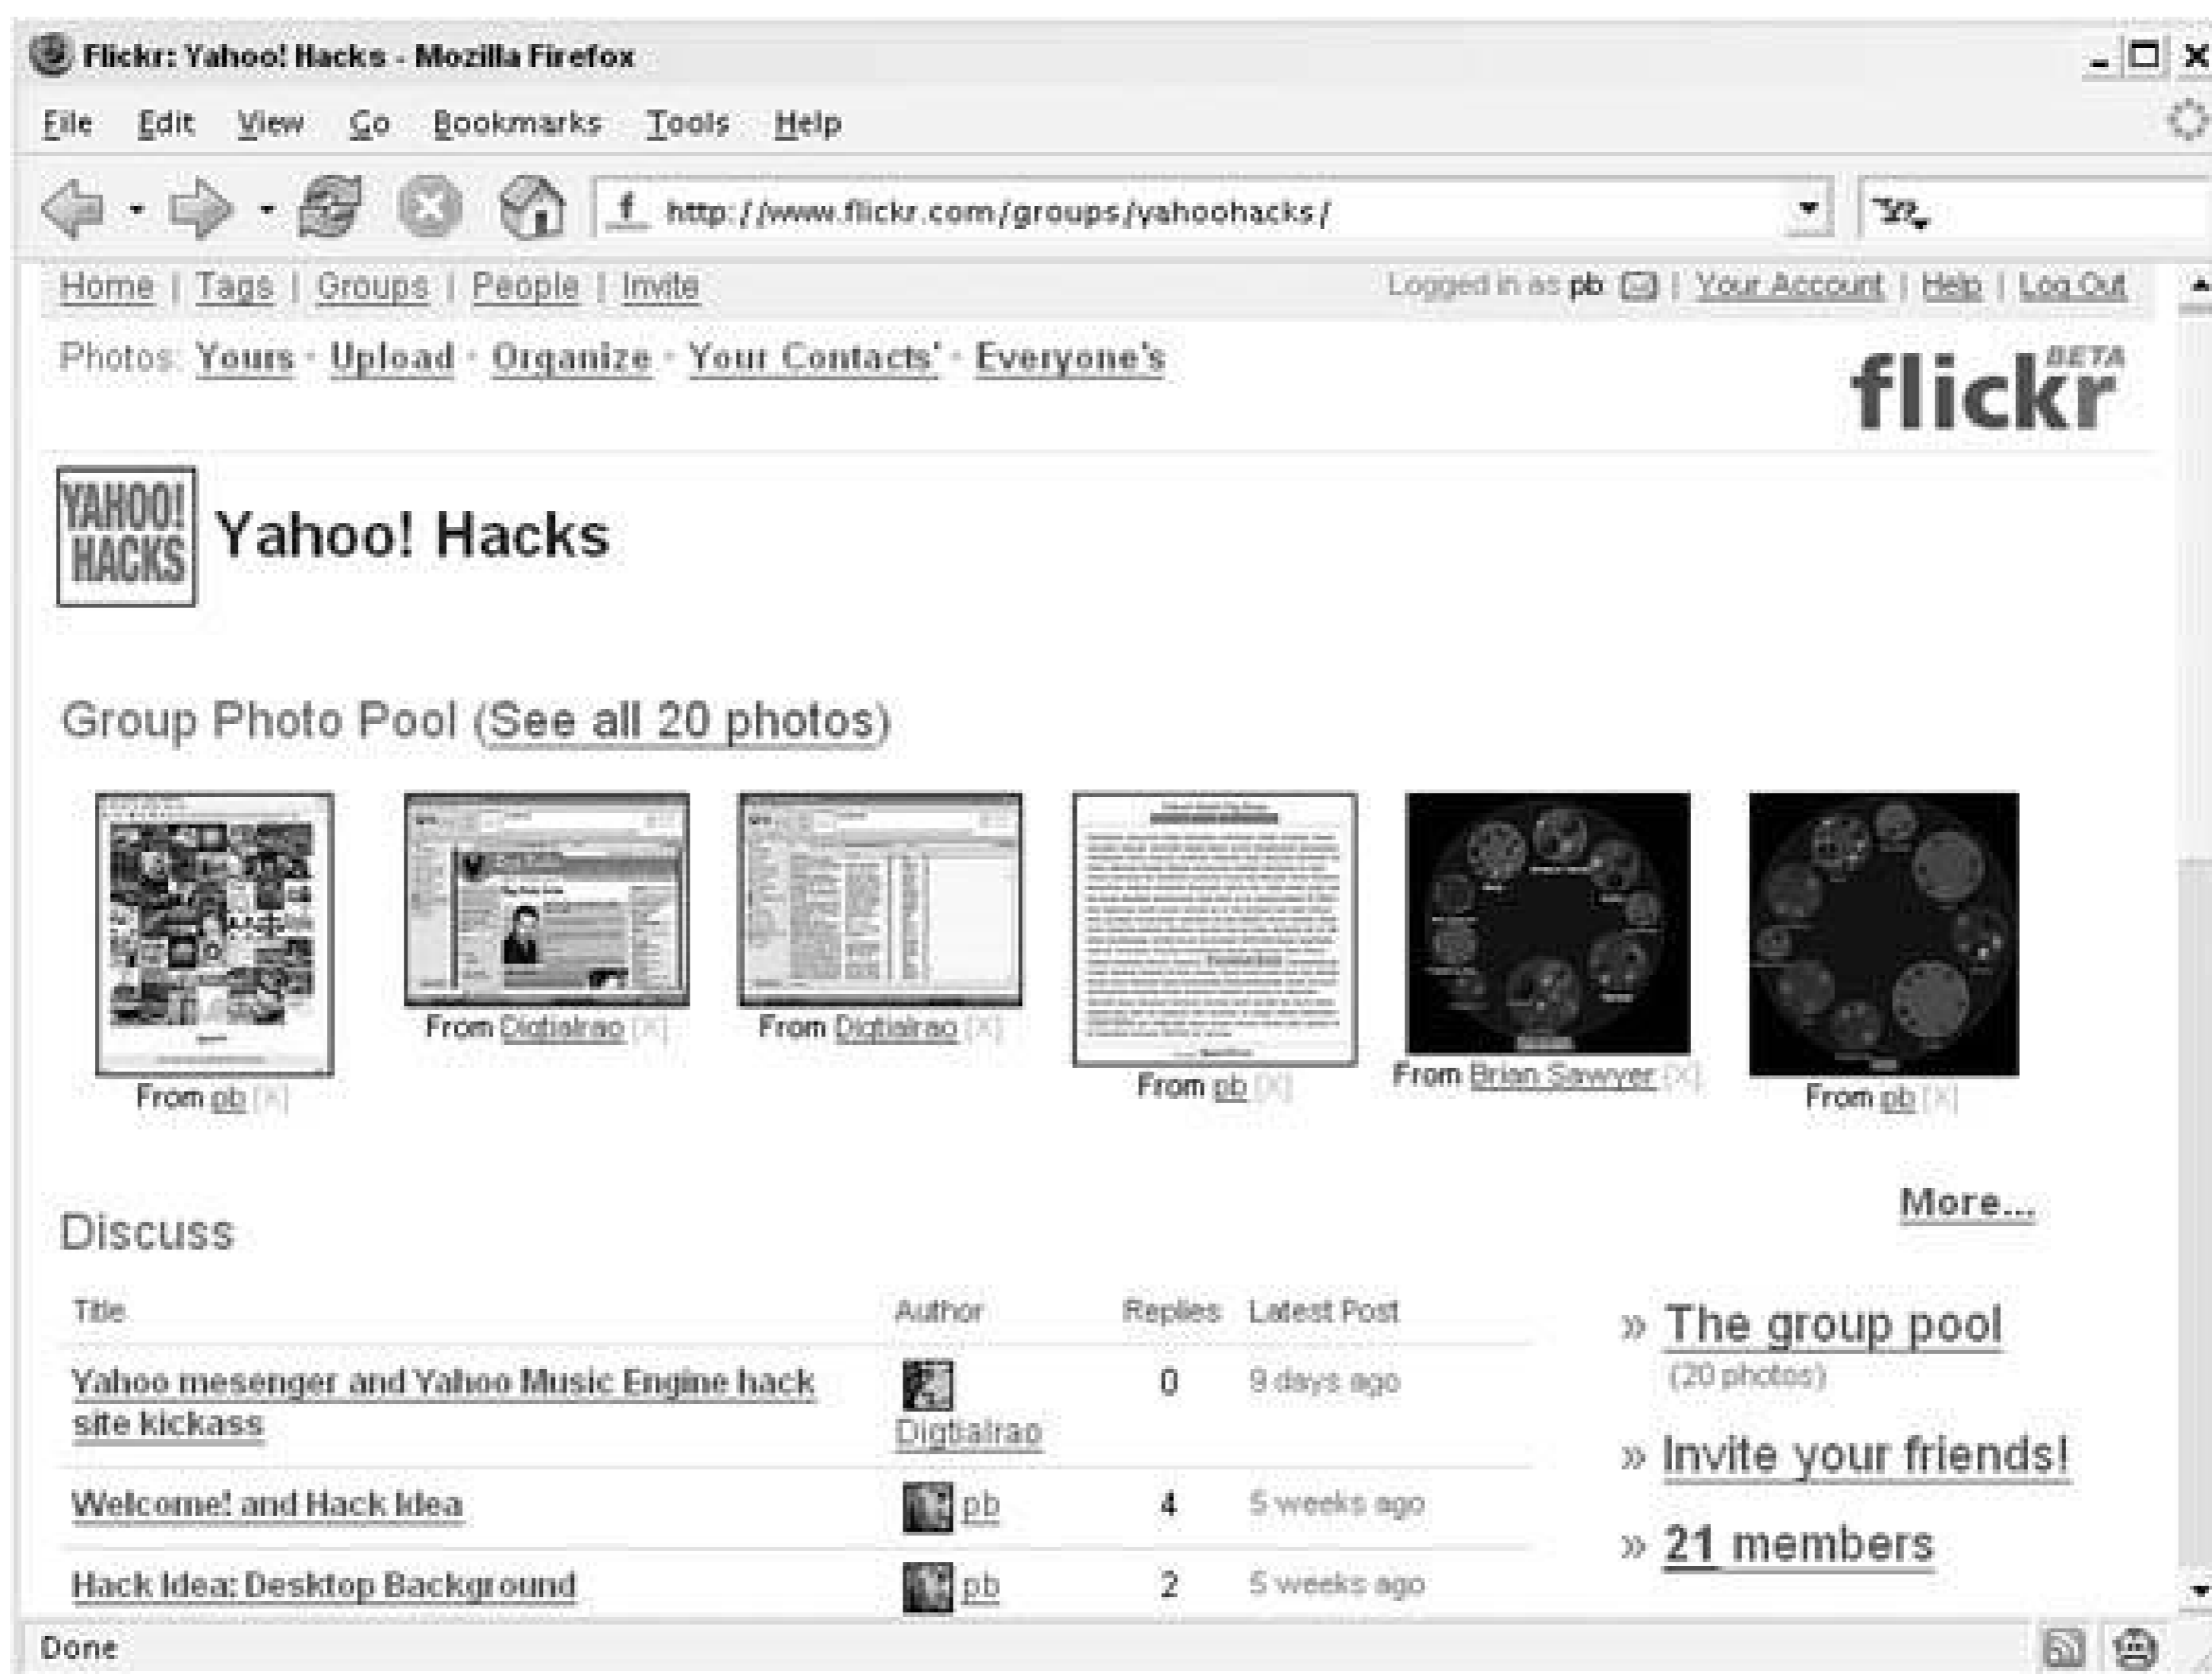 Flickr: Yahoo! Hacks - Mozilla Firefox
File Edit View Go Bookmarks Tools Help
http://www.flickr.com/groups/yahoohacks/
Home | Tags | Groups | People | Invite
Logged in as pb | Your Account | Help | Log Out
Photos: Yours · Upload · Organize · Your Contacts' · Everyone's
flickr BETA
YAHOO!
HACKS
Yahoo! Hacks
Group Photo Pool (See all 20 photos)
From pb [X]
From Digtialrao [X]
From Digtialrao [X]
From pb [X]
From Brian Sawyer [X]
From pb [X]
More...
Discuss
Title Author Replies Latest Post
Yahoo mesenger and Yahoo Music Engine hack
site kickass
Digtialrao
0 9 days ago
Welcome! and Hack Idea pb 4 5 weeks ago
Hack Idea: Desktop Background pb 2 5 weeks ago
» The group pool
(20 photos)
» Invite your friends!
» 21 members
Done